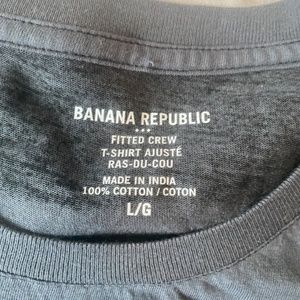 BANANA REPUBLIC
***
FITTED CREW
T-SHIRT AJUSTÉ
RAS-DU-COU
MADE IN INDIA
100% COTTON / COTON
L/G